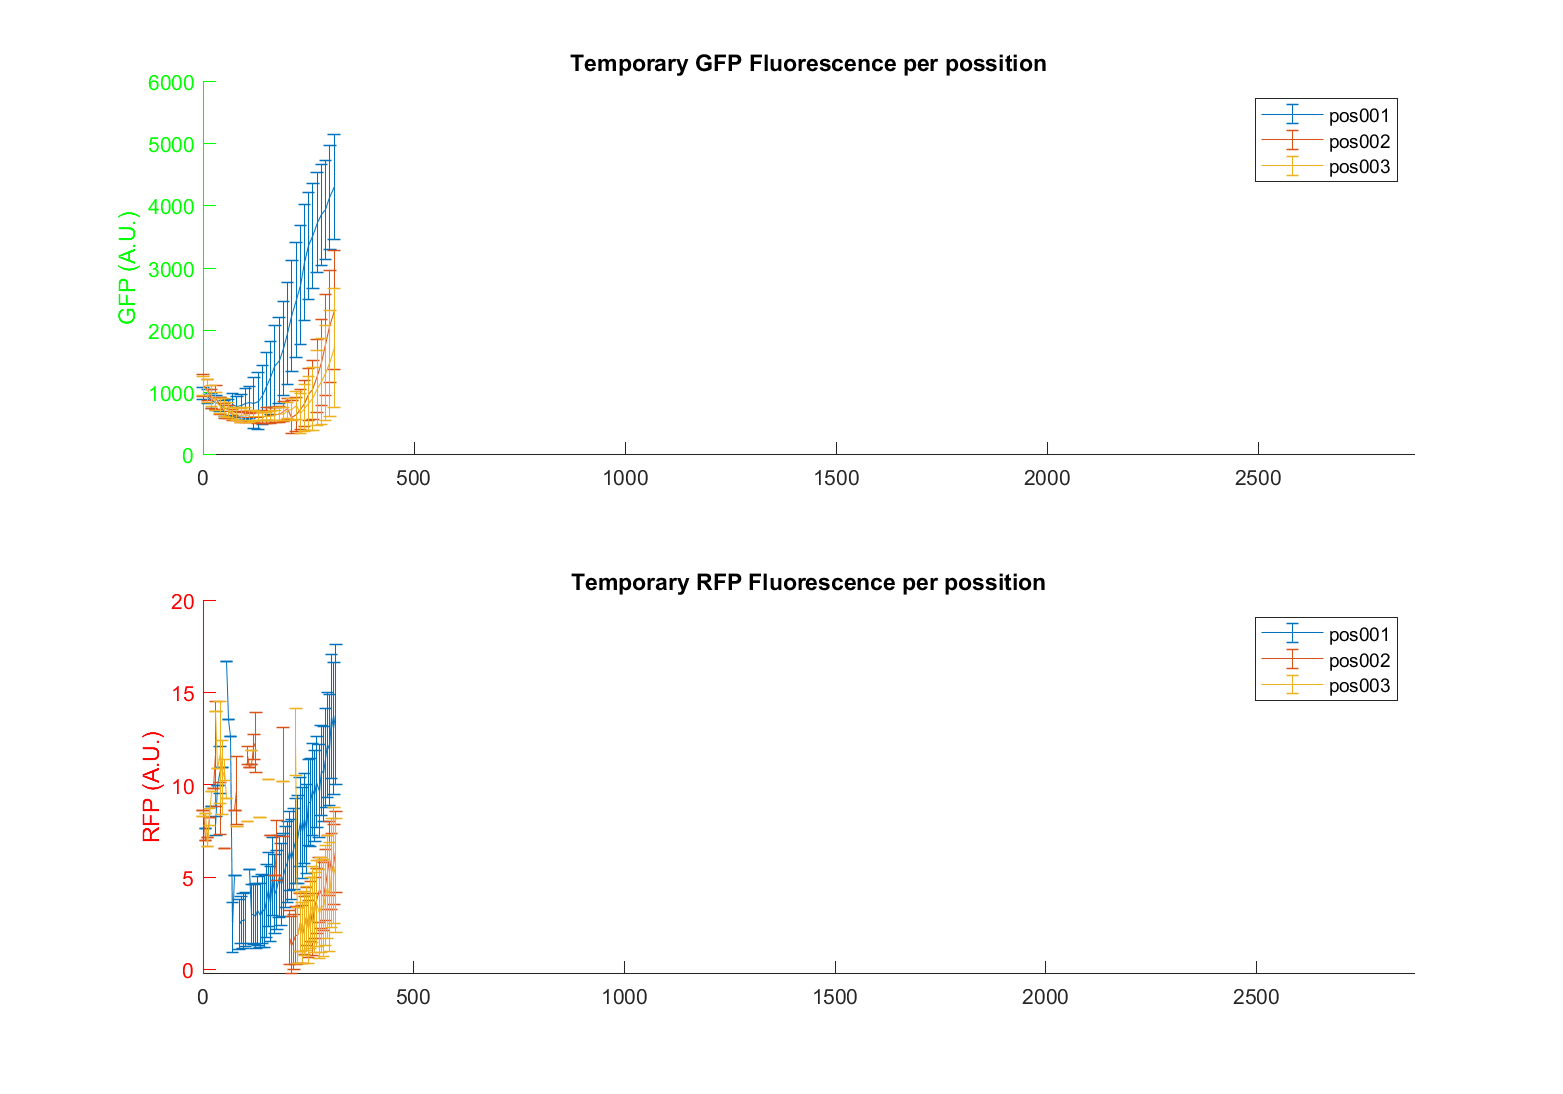 Temporary GFP Fluorescence per possition
6000
5000
4000
3000
2000
1000
0
GFP (A.U.)
pos001
pos002
pos003
0 500 1000 1500 2000 2500
Temporary RFP Fluorescence per possition
20
15
10
5
0
RFP (A.U.)
pos001
pos002
pos003
0 500 1000 1500 2000 2500